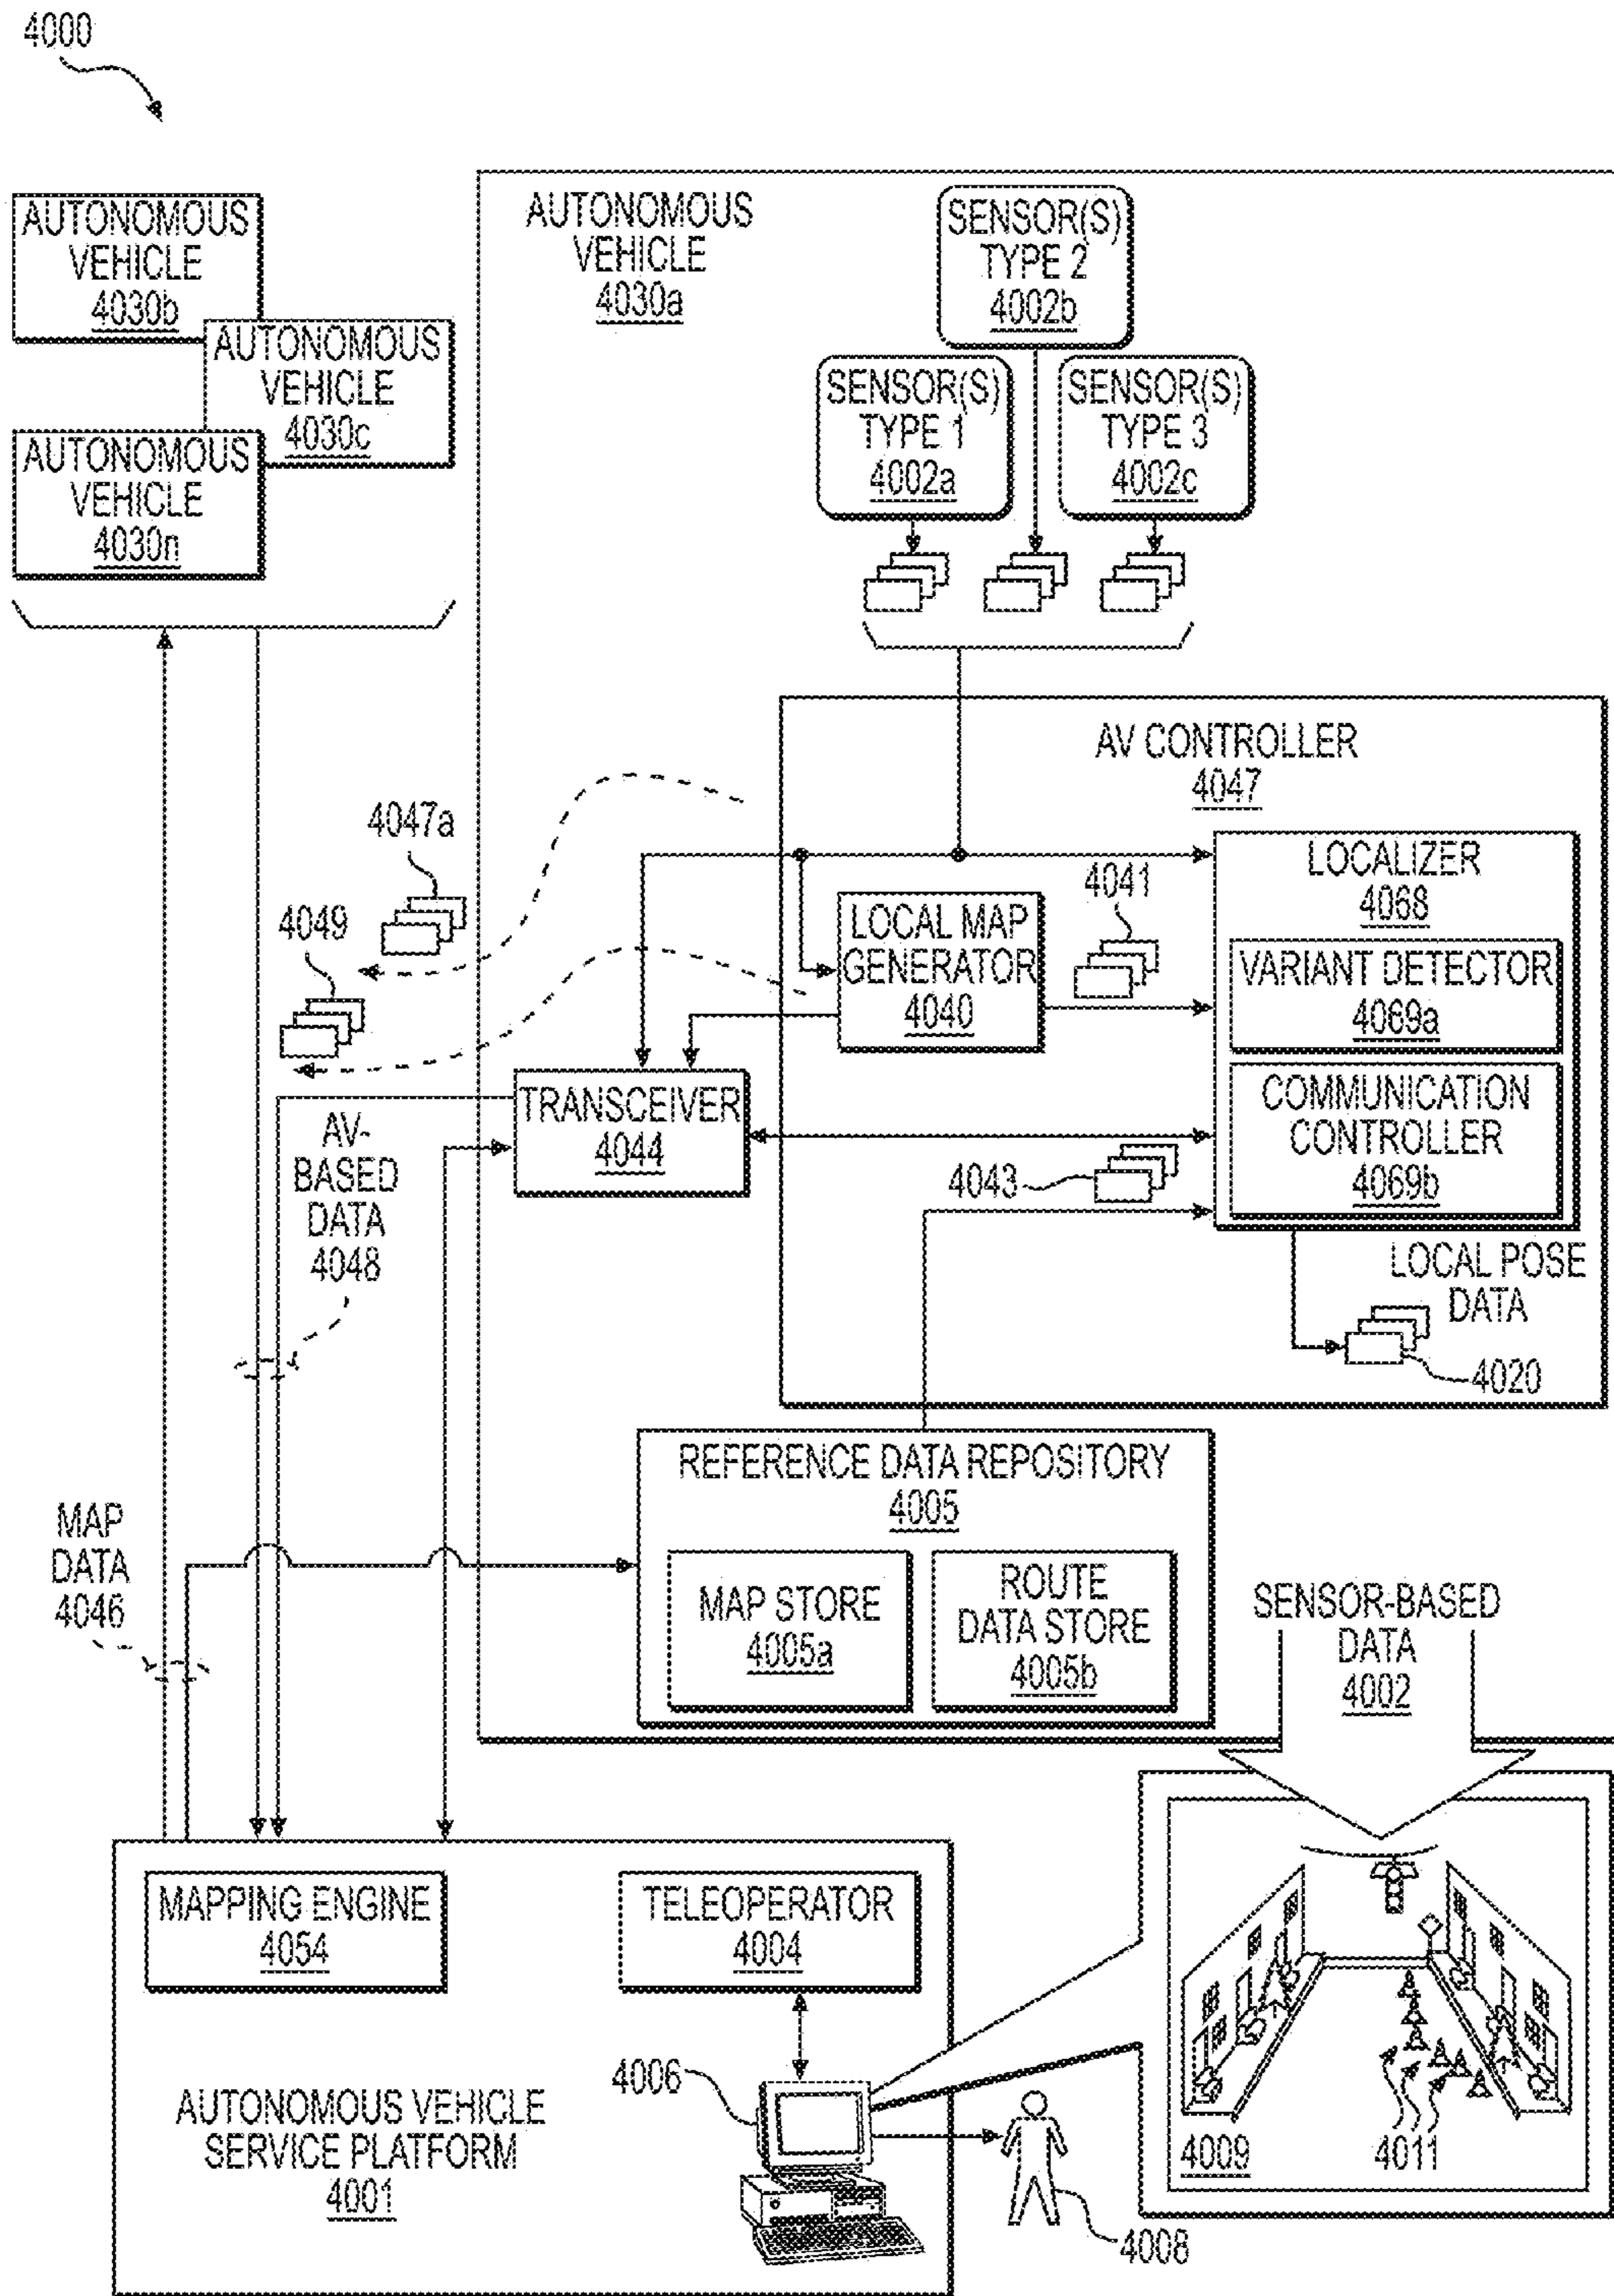 4000
AUTONOMOUS
VEHICLE
4030b
AUTONOMOUS
VEHICLE
4030c
AUTONOMOUS
VEHICLE
4030n
AUTONOMOUS
VEHICLE
4030a
SENSOR(S)
TYPE 2
4002b
SENSOR(S)
TYPE 1
4002a
SENSOR(S)
TYPE 3
4002c
AV CONTROLLER
4047
4047a
4049
LOCAL MAP
GENERATOR
4040
4041
LOCALIZER
4068
VARIANT DETECTOR
4069a
COMMUNICATION
CONTROLLER
4069b
TRANSCEIVER
4044
4043
AV-
BASED
DATA
4048
LOCAL POSE
DATA
4020
REFERENCE DATA REPOSITORY
4005
MAP STORE
4005a
ROUTE
DATA STORE
4005b
MAP
DATA
4046
SENSOR-BASED
DATA
4002
MAPPING ENGINE
4054
TELEOPERATOR
4004
4006
AUTONOMOUS VEHICLE
SERVICE PLATFORM
4001
4008
4009
4011